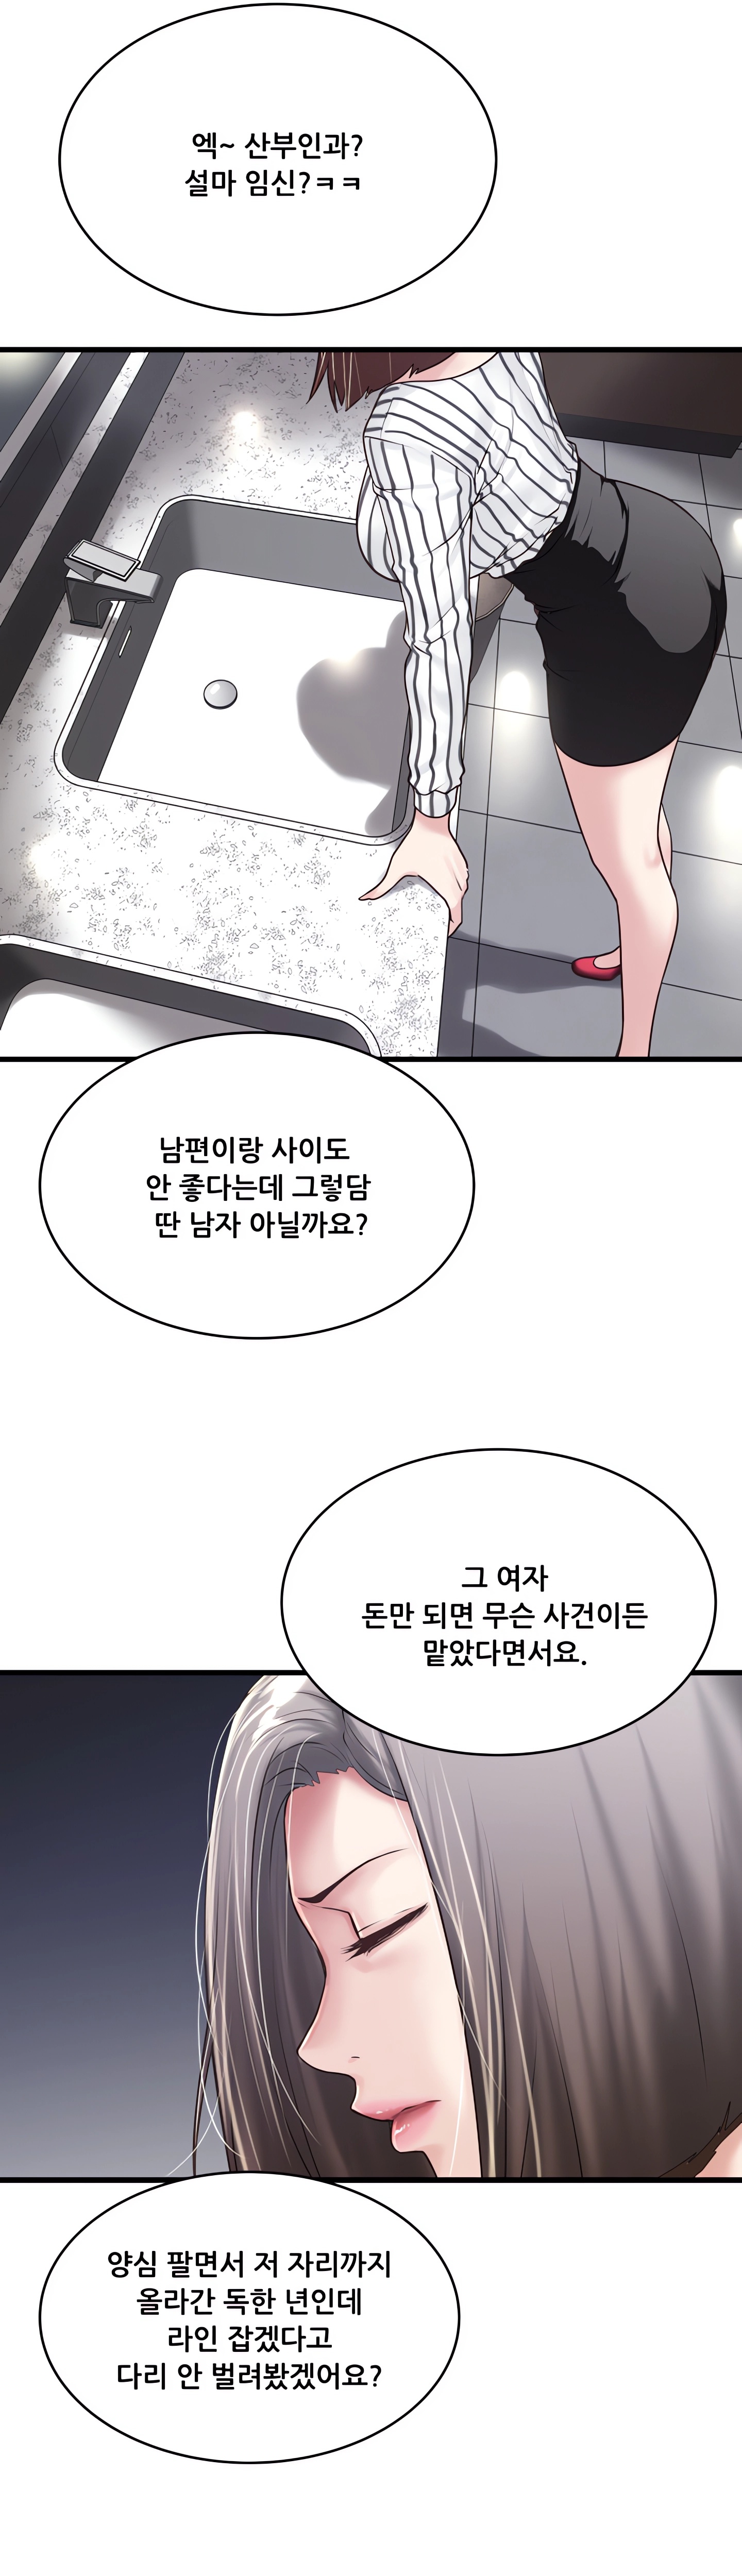 엑~ 산부인과?
설마 임신?ㅋㅋ
남편이랑 사이도
안 좋다는데 그렇담
딴 남자 아닐까요?
그 여자
돈만 되면 무슨 사건이든
맡았다면서요.
양심 팔면서 저 자리까지
올라간 독한 년인데
라인 잡겠다고
다리 안 벌려봤겠어요?